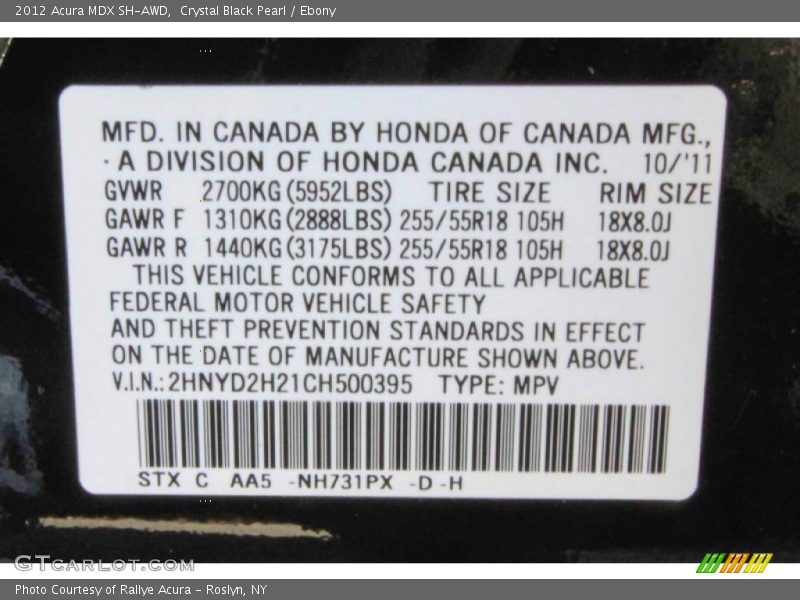 2012 Acura MDX SH-AWD, Crystal Black Pearl / Ebony
MFD. IN CANADA BY HONDA OF CANADA MFG.,
·A DIVISION OF HONDA CANADA INC. 10/'11
GVWR 2700KG(5952LBS) TIRE SIZE RIM SIZE
GAWR F 1310KG(2888LBS) 255/55R18 105H 18X8.0J
GAWR R 1440KG(3175LBS) 255/55R18 105H 18X8.0J
THIS VEHICLE CONFORMS TO ALL APPLICABLE
FEDERAL MOTOR VEHICLE SAFETY
AND THEFT PREVENTION STANDARDS IN EFFECT
ON THE DATE OF MANUFACTURE SHOWN ABOVE.
V.I.N.: 2HNYD2H21CH500395 TYPE: MPV
STX C AA5 -NH731PX -D -H
GTCARLOT.COM
Photo Courtesy of Rallye Acura - Roslyn, NY